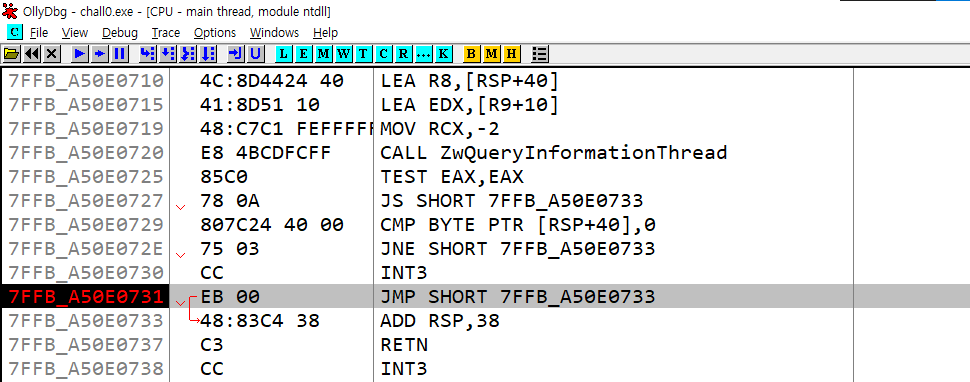 OllyDbg - chall0.exe - [CPU - main thread, module ntdll]
C File View Debug Trace Options Windows Help
L E M W T C R ... K B M H
7FFB_A50E0710 4C:8D4424 40 LEA R8,[RSP+40]
7FFB_A50E0715 41:8D51 10 LEA EDX,[R9+10]
7FFB_A50E0719 48:C7C1 FEFFFFF MOV RCX,-2
7FFB_A50E0720 E8 4BCDFCFF CALL ZwQueryInformationThread
7FFB_A50E0725 85C0 TEST EAX,EAX
7FFB_A50E0727 78 0A JS SHORT 7FFB_A50E0733
7FFB_A50E0729 807C24 40 00 CMP BYTE PTR [RSP+40],0
7FFB_A50E072E 75 03 JNE SHORT 7FFB_A50E0733
7FFB_A50E0730 CC INT3
7FFB_A50E0731 EB 00 JMP SHORT 7FFB_A50E0733
7FFB_A50E0733 48:83C4 38 ADD RSP,38
7FFB_A50E0737 C3 RETN
7FFB_A50E0738 CC INT3